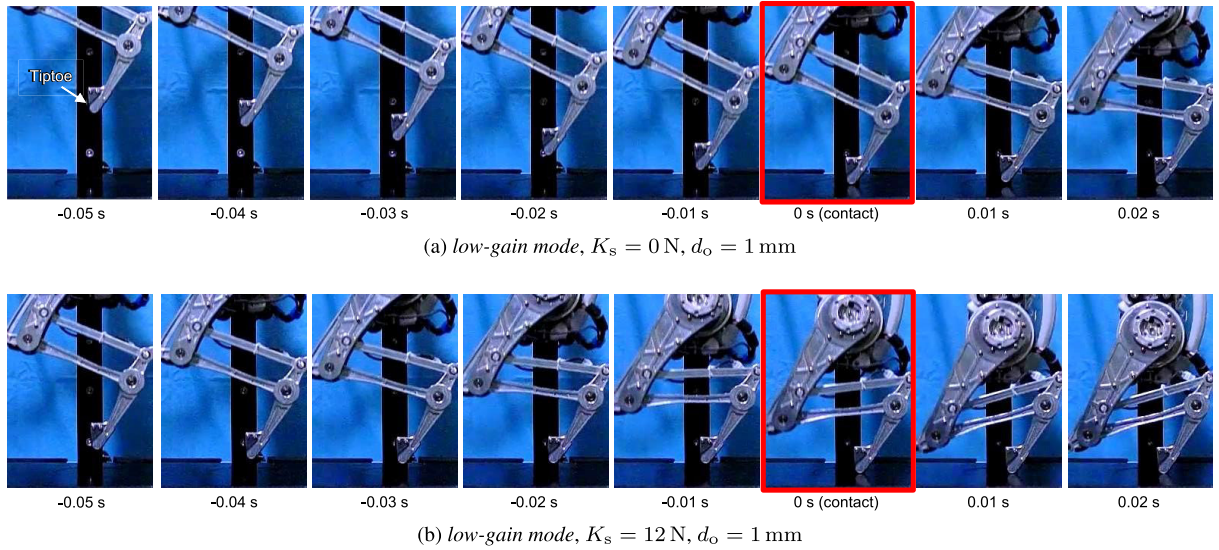 Tiptoe
-0.05 s -0.04 s -0.03 s -0.02 s -0.01 s 0 s (contact) 0.01 s 0.02 s
(a) low-gain mode, Kₛ = 0 N, dₒ = 1 mm
-0.05 s -0.04 s -0.03 s -0.02 s -0.01 s 0 s (contact) 0.01 s 0.02 s
(b) low-gain mode, Kₛ = 12 N, dₒ = 1 mm